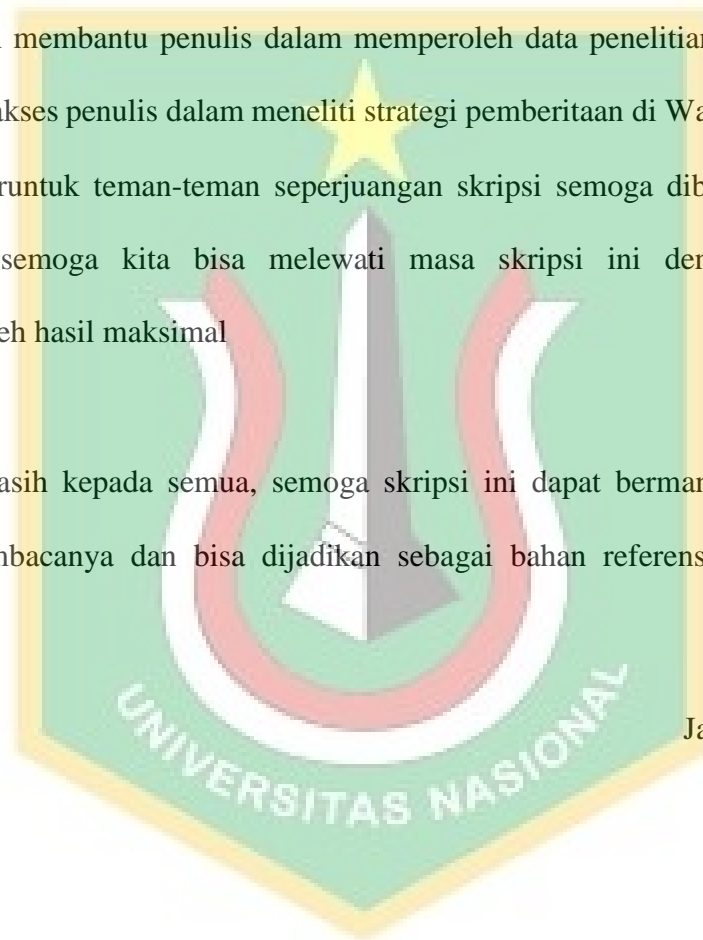 membantu penulis dalam memperoleh data penelitian
akses penulis dalam meneliti strategi pemberitaan di Wa
runtuk teman-teman seperjuangan skripsi semoga dib
semoga kita bisa melewati masa skripsi ini den
eh hasil maksimal
asih kepada semua, semoga skripsi ini dapat berman
mbacanya dan bisa dijadikan sebagai bahan referens
Ja
UNIVERSITAS NASIONAL